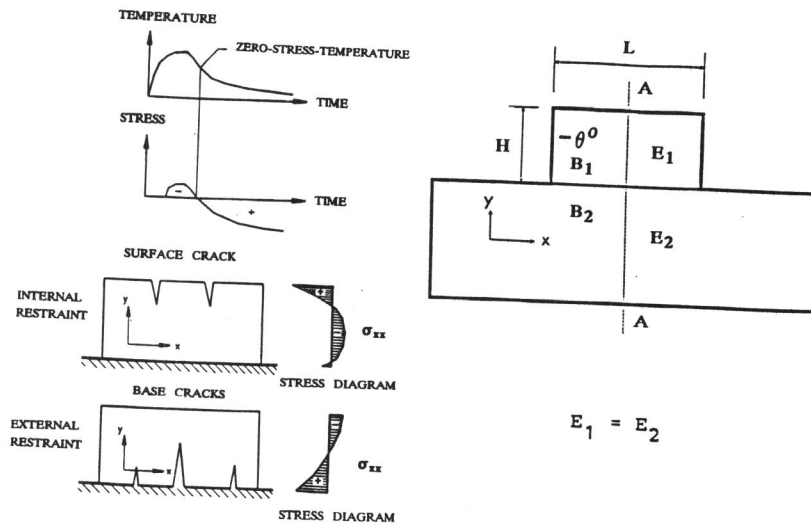 TEMPERATURE
ZERO-STRESS-TEMPERATURE
TIME
STRESS
-
TIME
+
SURFACE CRACK
INTERNAL
RESTRAINT
y
x
+
-
σxx
STRESS DIAGRAM
BASE CRACKS
EXTERNAL
RESTRAINT
y
x
-
+
σxx
STRESS DIAGRAM
L
A
H
-θ°
B1
E1
B2
E2
y
x
A
E1 = E2